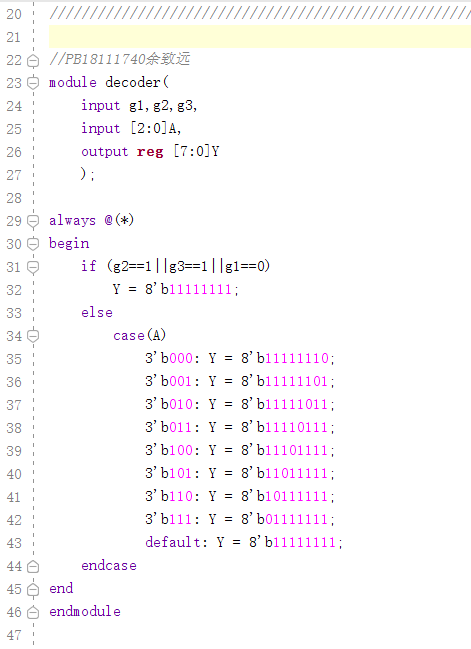 20 ////////////////////////////////////////////////////
21
22 //PB18111740余致远
23 module decoder(
24     input g1,g2,g3,
25     input [2:0]A,
26     output reg [7:0]Y
27     );
28
29 always @(*)
30 begin
31     if (g2==1||g3==1||g1==0)
32         Y = 8'b11111111;
33     else
34         case(A)
35             3'b000: Y = 8'b11111110;
36             3'b001: Y = 8'b11111101;
37             3'b010: Y = 8'b11111011;
38             3'b011: Y = 8'b11110111;
39             3'b100: Y = 8'b11101111;
40             3'b101: Y = 8'b11011111;
41             3'b110: Y = 8'b10111111;
42             3'b111: Y = 8'b01111111;
43             default: Y = 8'b11111111;
44     endcase
45 end
46 endmodule
47